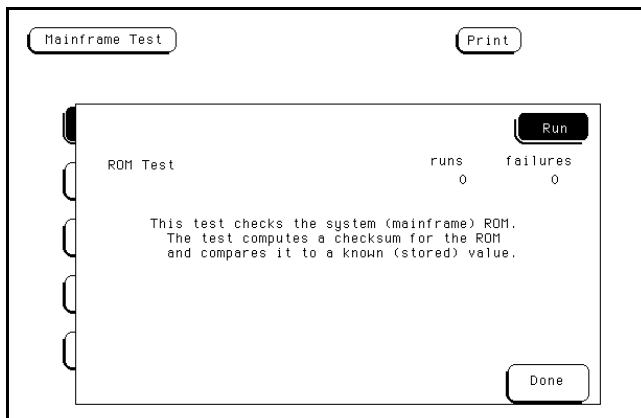 Mainframe Test
Print
Run
ROM Test
runs failures
0 0
This test checks the system (mainframe) ROM.
The test computes a checksum for the ROM
and compares it to a known (stored) value.
Done